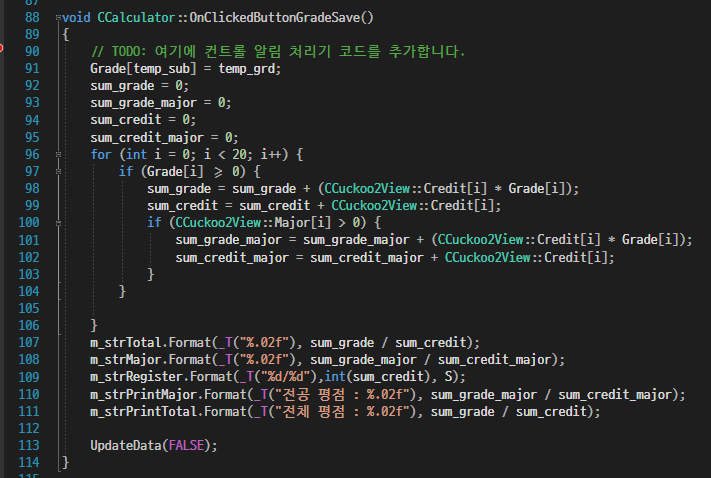 88 void CCalculator::OnClickedButtonGradeSave()
89 {
90 // TODO: 여기에 컨트롤 알림 처리기 코드를 추가합니다.
91 Grade[temp_sub] = temp_grd;
92 sum_grade = 0;
93 sum_grade_major = 0;
94 sum_credit = 0;
95 sum_credit_major = 0;
96 for (int i = 0; i < 20; i++) {
97 if (Grade[i] >= 0) {
98 sum_grade = sum_grade + (CCuckoo2View::Credit[i] * Grade[i]);
99 sum_credit = sum_credit + CCuckoo2View::Credit[i];
100 if (CCuckoo2View::Major[i] > 0) {
101 sum_grade_major = sum_grade_major + (CCuckoo2View::Credit[i] * Grade[i]);
102 sum_credit_major = sum_credit_major + CCuckoo2View::Credit[i];
103 }
104 }
105
106 }
107 m_strTotal.Format(_T("%.02f"), sum_grade / sum_credit);
108 m_strMajor.Format(_T("%.02f"), sum_grade_major / sum_credit_major);
109 m_strRegister.Format(_T("%d/%d"),int(sum_credit), S);
110 m_strPrintMajor.Format(_T("전공 평점 : %.02f"), sum_grade_major / sum_credit_major);
111 m_strPrintTotal.Format(_T("전체 평점 : %.02f"), sum_grade / sum_credit);
112
113 UpdateData(FALSE);
114 }